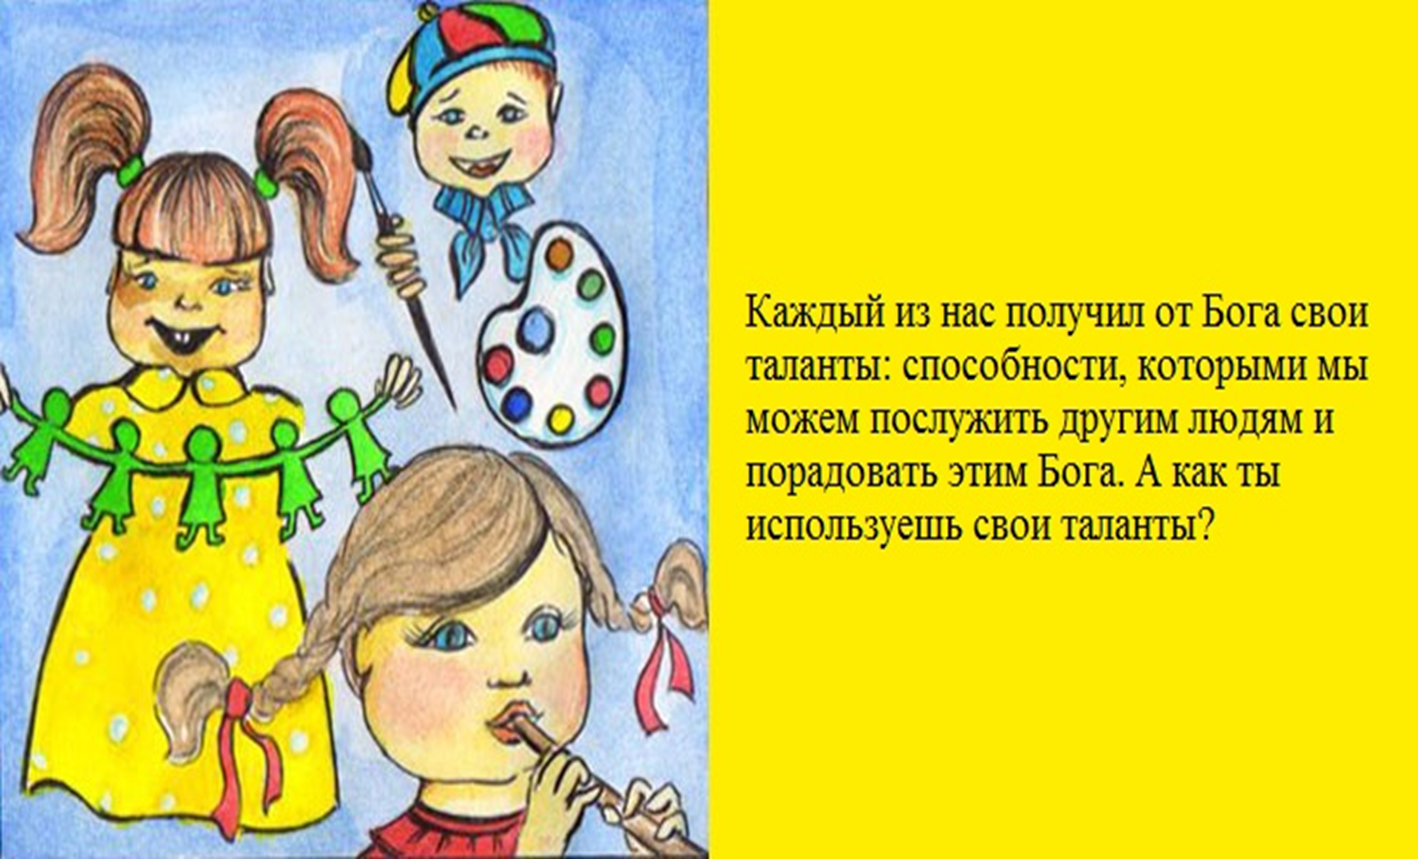 Каждый из нас получил от Бога свои
таланты: способности, которыми мы
можем послужить другим людям и
порадовать этим Бога. А как ты
используешь свои таланты?